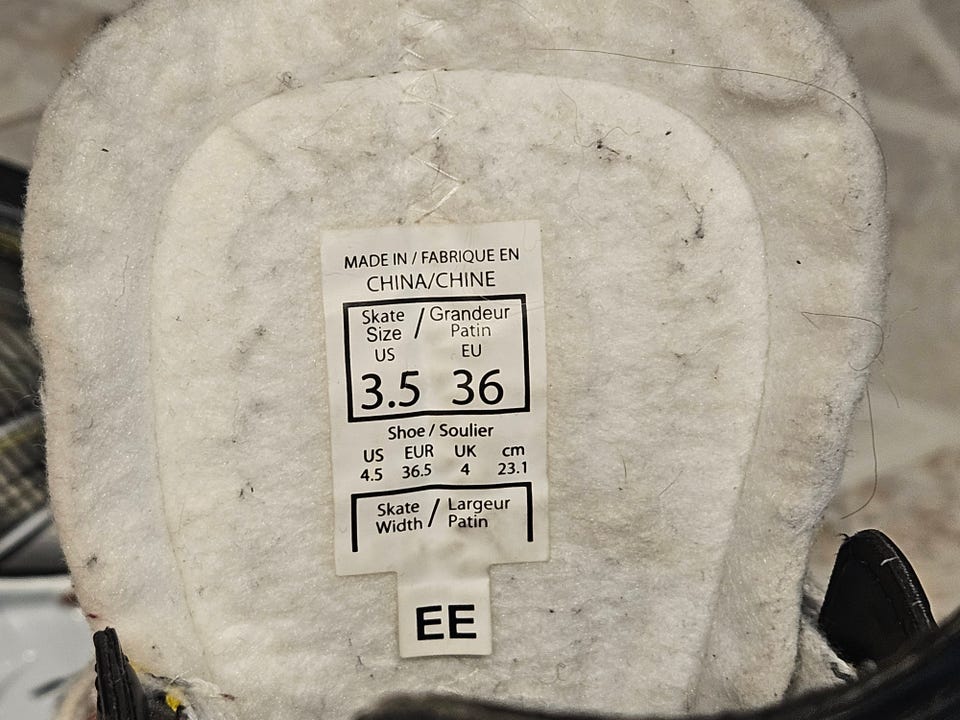 MADE IN / FABRIQUE EN
CHINA/CHINE
Skate / Grandeur
Size Patin
US EU
3.5 36
Shoe / Soulier
US EUR UK cm
4.5 36.5 4 23.1
Skate / Largeur
Width Patin
EE